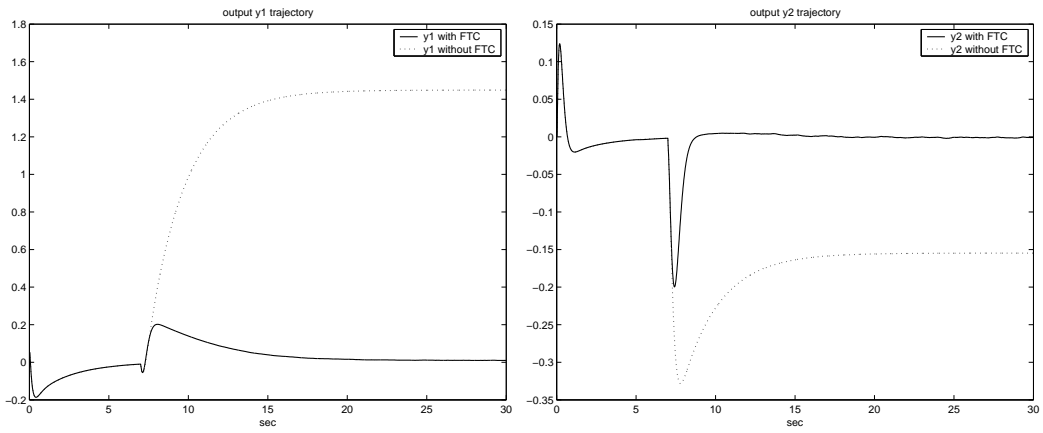 output y1 trajectory
y1 with FTC
y1 without FTC
1.8
1.6
1.4
1.2
1
0.8
0.6
0.4
0.2
0
−0.2
0 5 10 15 20 25 30
sec
output y2 trajectory
y2 with FTC
y2 without FTC
0.15
0.1
0.05
0
−0.05
−0.1
−0.15
−0.2
−0.25
−0.3
−0.35
0 5 10 15 20 25 30
sec